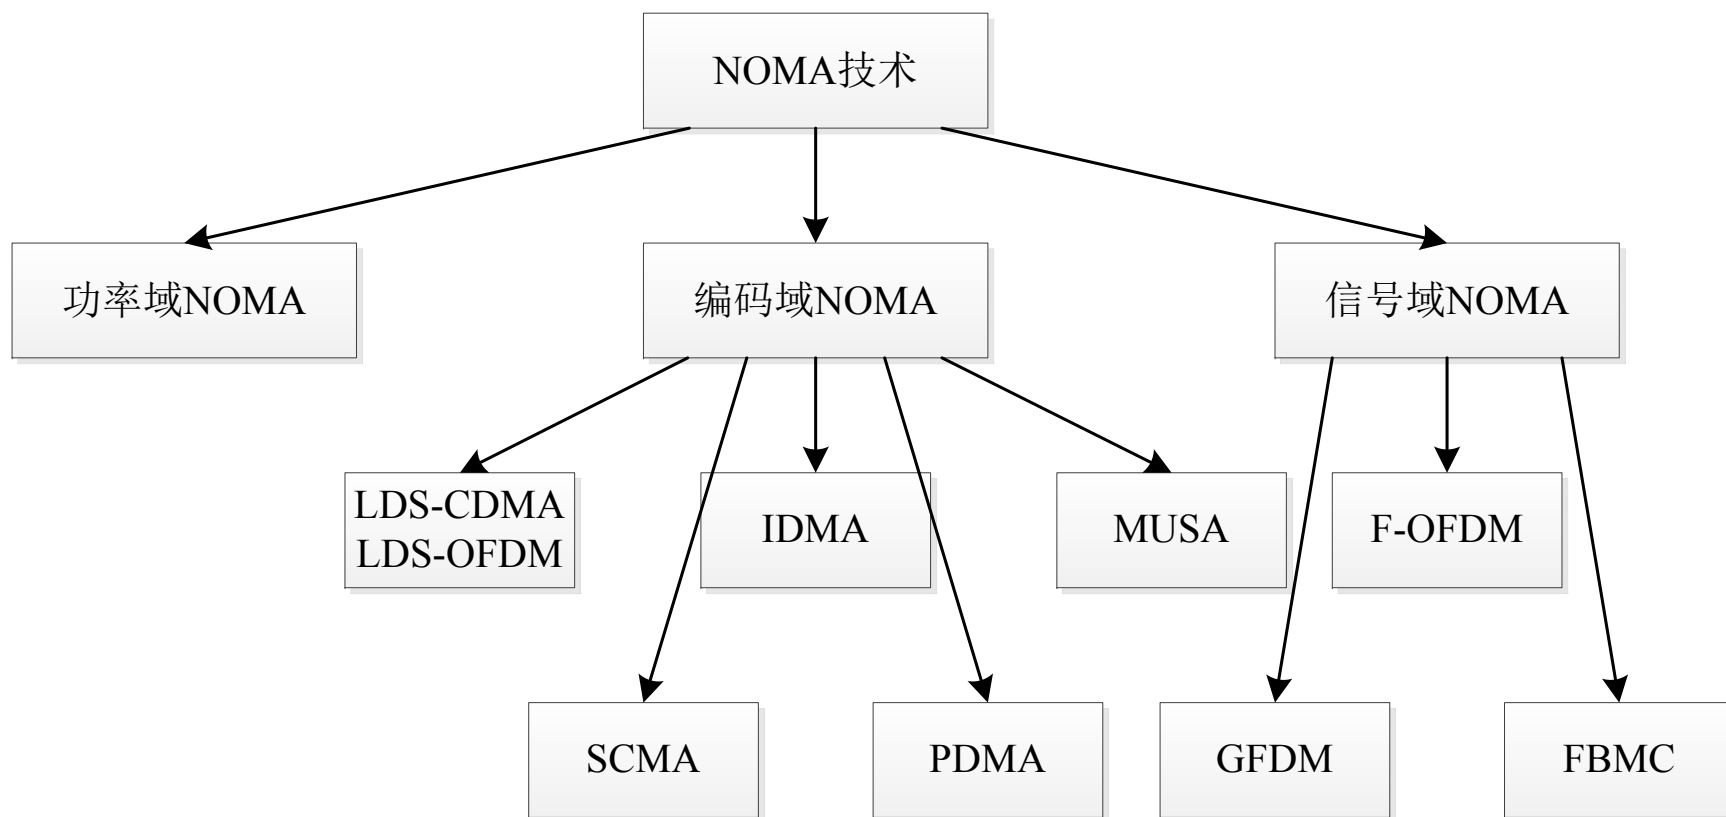 NOMA技术
功率域NOMA
编码域NOMA
信号域NOMA
LDS-CDMA
LDS-OFDM
IDMA
MUSA
F-OFDM
SCMA
PDMA
GFDM
FBMC